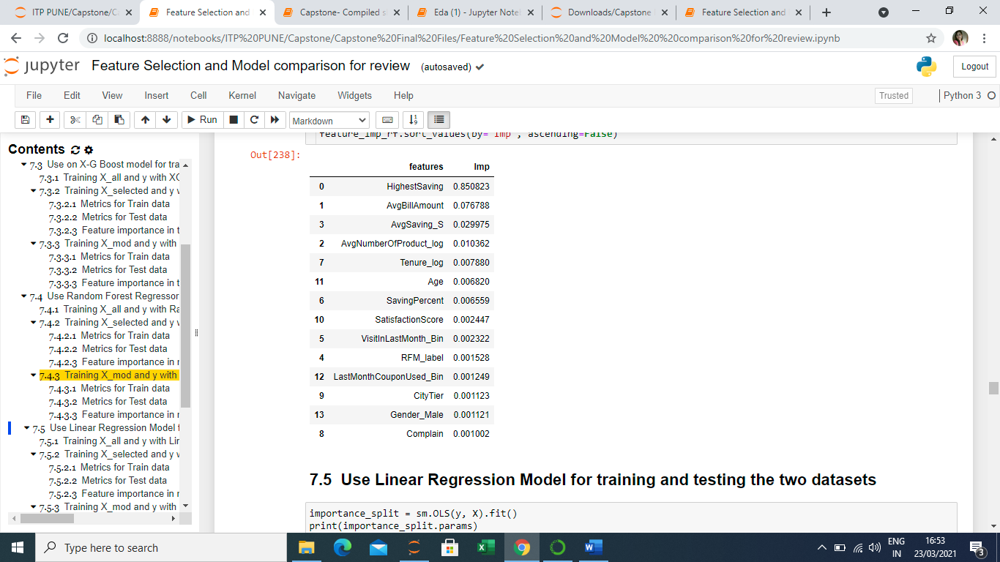 ITP PUNE/Capstone/C
Feature Selection and
Capstone- Compiled s
Eda (1) - Jupyter Note
Downloads/Capstone
Feature Selection and
localhost:8888/notebooks/ITP%20PUNE/Capstone/Capstone%20Final%20Files/Feature%20Selection%20and%20Model%20%20comparison%20for%20review.ipynb
jupyter Feature Selection and Model comparison for review (autosaved)
Logout
File Edit View Insert Cell Kernel Navigate Widgets Help
Trusted Python 3
Run Markdown
Contents
7.3 Use on X-G Boost model for tra
7.3.1 Training X_all and y with XG
7.3.2 Training X_selected and y w
7.3.2.1 Metrics for Train data
7.3.2.2 Metrics for Test data
7.3.2.3 Feature importance in t
7.3.3 Training X_mod and y with
7.3.3.1 Metrics for Train data
7.3.3.2 Metrics for Test data
7.3.3.3 Feature importance in t
7.4 Use Random Forest Regressor
7.4.1 Training X_all and y with Ra
7.4.2 Training X_selected and y w
7.4.2.1 Metrics for Train data
7.4.2.2 Metrics for Test data
7.4.2.3 Feature importance in r
7.4.3 Training X_mod and y with
7.4.3.1 Metrics for Train data
7.4.3.2 Metrics for Test data
7.4.3.3 Feature importance in r
7.5 Use Linear Regression Model f
7.5.1 Training X_all and y with Lin
7.5.2 Training X_selected and y w
7.5.2.1 Metrics for Train data
7.5.2.2 Metrics for Test data
7.5.2.3 Feature importance in r
7.5.3 Training X_mod and y with
feature_imp_rf.sort_values(by='Imp', ascending=False)
Out[238]:
features Imp
0 HighestSaving 0.850823
1 AvgBillAmount 0.076788
3 AvgSaving_S 0.029975
2 AvgNumberOfProduct_log 0.010362
7 Tenure_log 0.007880
11 Age 0.006820
6 SavingPercent 0.006559
10 SatisfactionScore 0.002447
5 VisitInLastMonth_Bin 0.002322
4 RFM_label 0.001528
12 LastMonthCouponUsed_Bin 0.001249
9 CityTier 0.001123
13 Gender_Male 0.001121
8 Complain 0.001002
7.5 Use Linear Regression Model for training and testing the two datasets
importance_split = sm.OLS(y, X).fit()
print(importance_split.params)
Type here to search
ENG
IN
16:53
23/03/2021
3